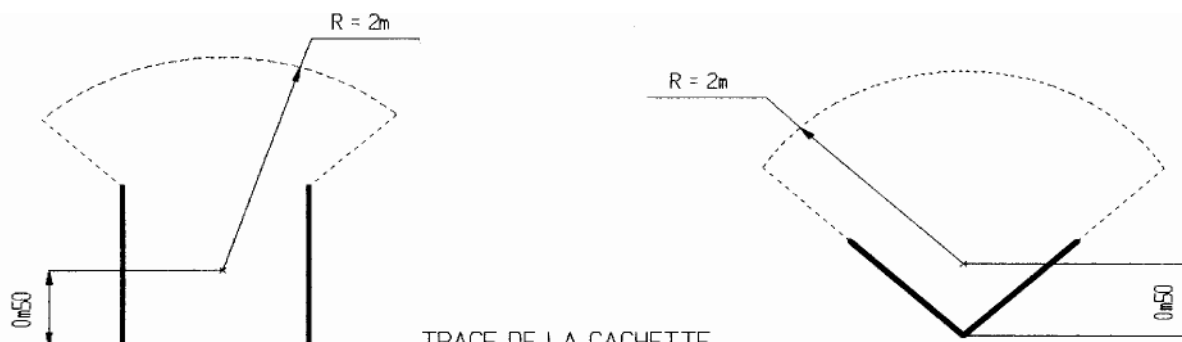 R = 2m
R = 2m
0m50
0m50
TRACE DE LA CACHETTE